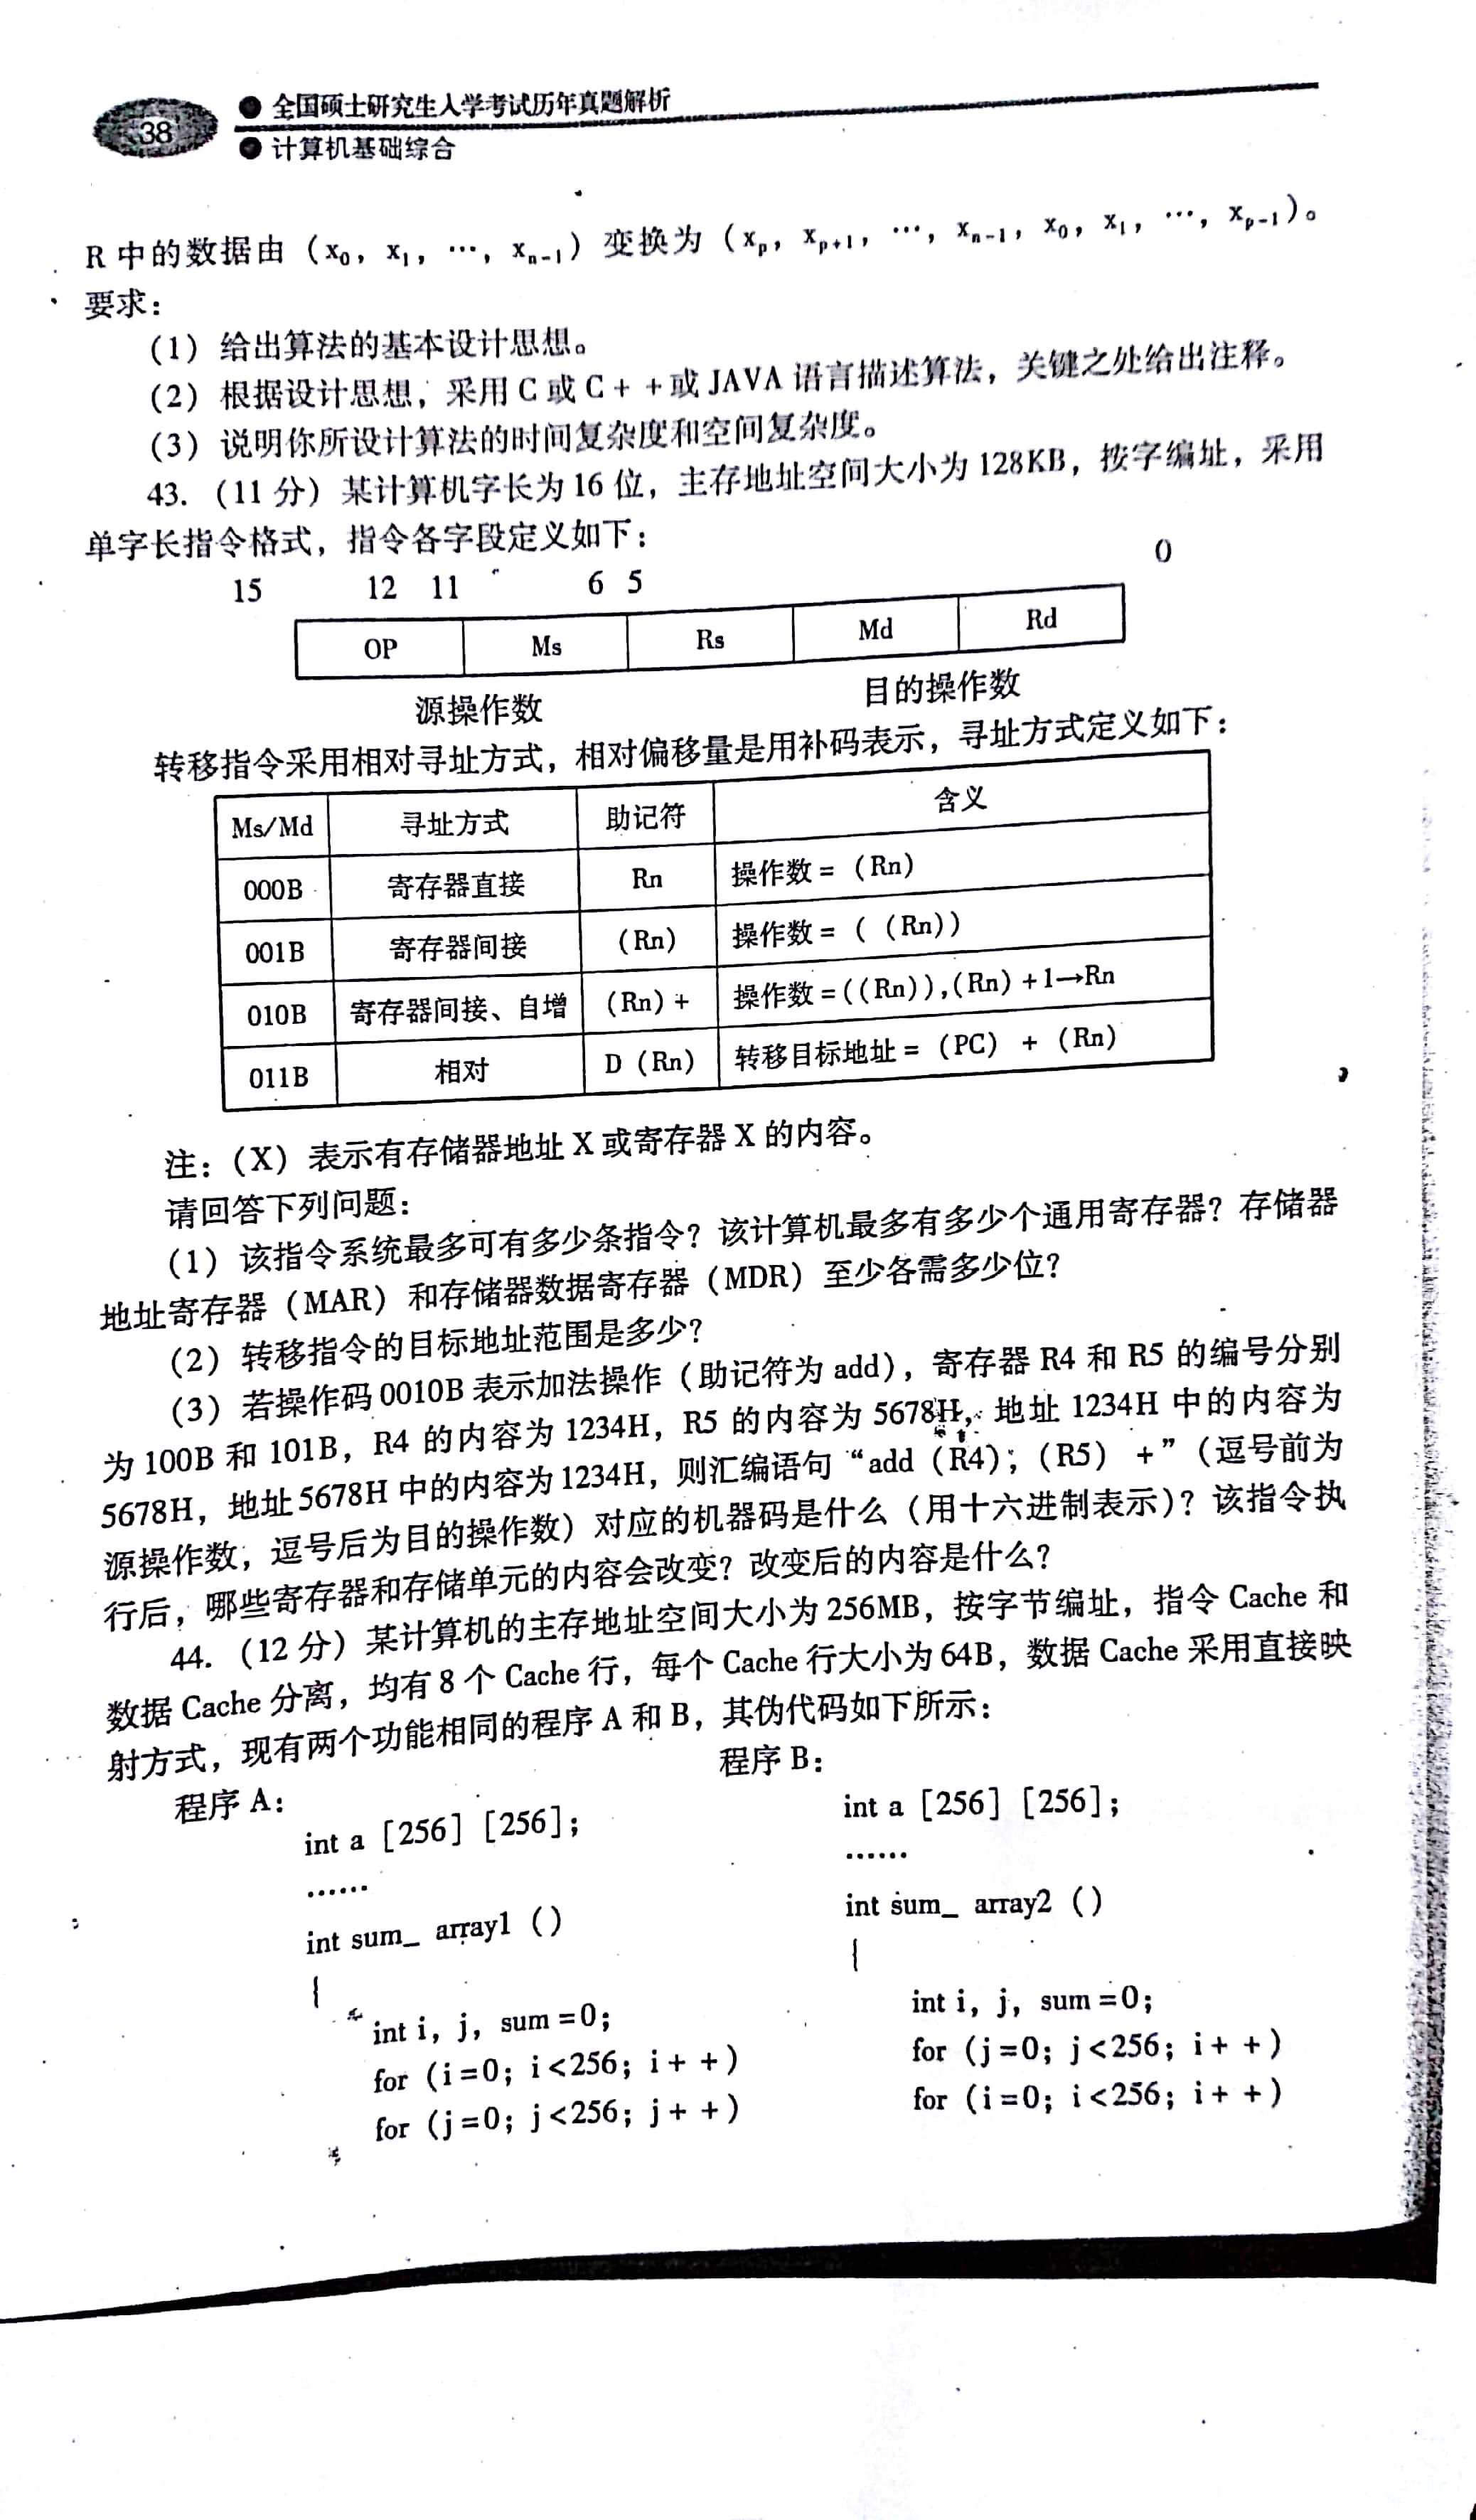 38
● 全国硕士研究生入学考试历年真题解析
● 计算机基础综合
R 中的数据由（x₀，x₁，…，xₙ₋₁）变换为（xₚ，xₚ₊₁，…，xₙ₋₁，x₀，x₁，…，xₚ₋₁）。
要求：
（1）给出算法的基本设计思想。
（2）根据设计思想，采用 C 或 C + +或 JAVA 语言描述算法，关键之处给出注释。
（3）说明你所设计算法的时间复杂度和空间复杂度。
43.（11 分）某计算机字长为 16 位，主存地址空间大小为 128KB，按字编址，采用
单字长指令格式，指令各字段定义如下：
15 12 11 6 5 0
OP Ms Rs Md Rd
源操作数 目的操作数
转移指令采用相对寻址方式，相对偏移量是用补码表示，寻址方式定义如下：
Ms/Md 寻址方式 助记符 含义
000B 寄存器直接 Rn 操作数 =（Rn）
001B 寄存器间接 （Rn） 操作数 =（（Rn））
010B 寄存器间接、自增 （Rn）+ 操作数 =((Rn)),(Rn) +1→Rn
011B 相对 D（Rn） 转移目标地址 =（PC） +（Rn）
注：（X）表示有存储器地址 X 或寄存器 X 的内容。
请回答下列问题：
（1）该指令系统最多可有多少条指令？该计算机最多有多少个通用寄存器？存储器
地址寄存器（MAR）和存储器数据寄存器（MDR）至少各需多少位？
（2）转移指令的目标地址范围是多少？
（3）若操作码 0010B 表示加法操作（助记符为 add），寄存器 R4 和 R5 的编号分别
为 100B 和 101B，R4 的内容为 1234H，R5 的内容为 5678H，地址 1234H 中的内容为
5678H，地址 5678H 中的内容为 1234H，则汇编语句“add（R4）；（R5） +”（逗号前为
源操作数，逗号后为目的操作数）对应的机器码是什么（用十六进制表示）？该指令执
行后，哪些寄存器和存储单元的内容会改变？改变后的内容是什么？
44.（12 分）某计算机的主存地址空间大小为 256MB，按字节编址，指令 Cache 和
数据 Cache 分离，均有 8 个 Cache 行，每个 Cache 行大小为 64B，数据 Cache 采用直接映
射方式，现有两个功能相同的程序 A 和 B，其伪代码如下所示：
程序 A： 程序 B：
int a［256］［256］； int a［256］［256］；
…… ……
int sum_ array1（） int sum_ array2（）
{ {
int i，j，sum =0； int i，j，sum =0；
for（i =0；i <256；i + +） for（j =0；j <256；i + +）
for（j =0；j <256；j + +） for（i =0；i <256；i + +）